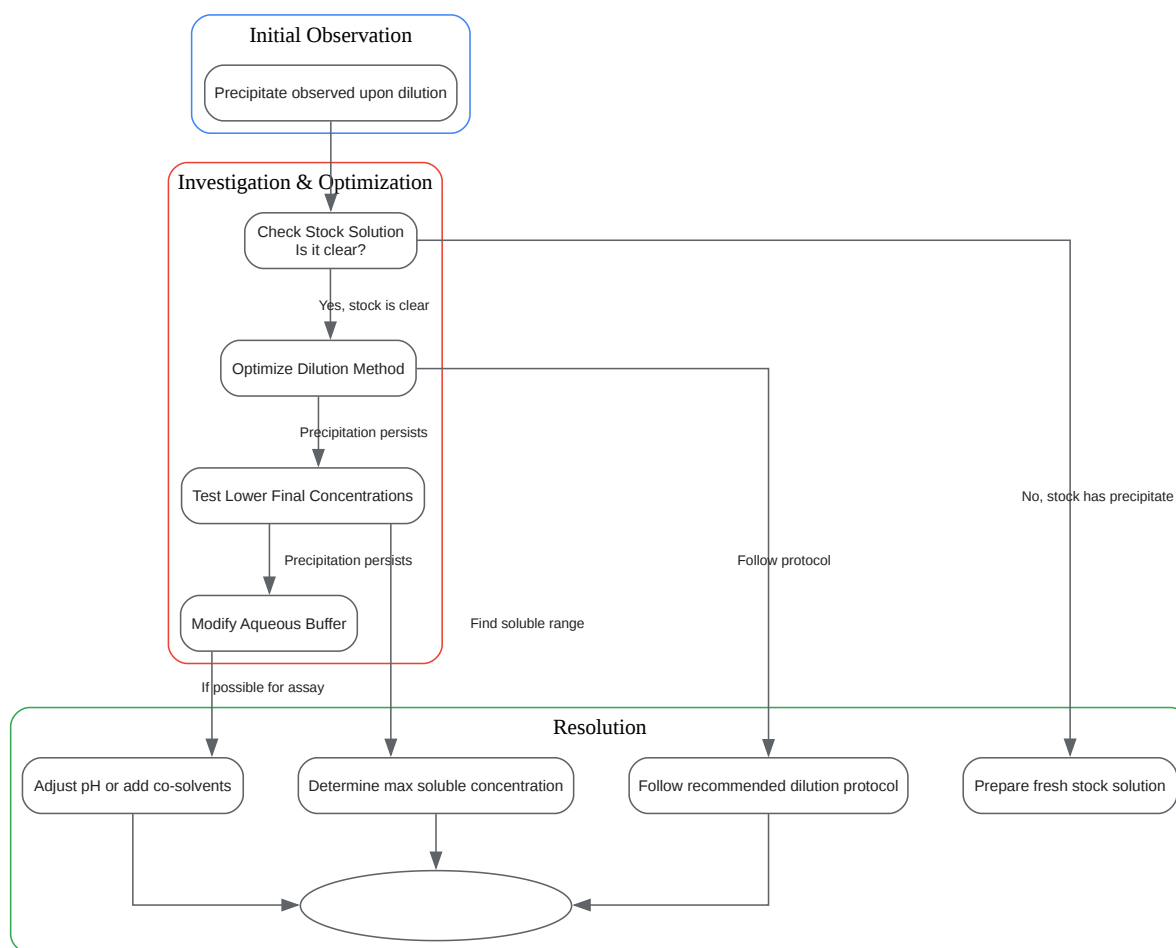 Initial Observation
Precipitate observed upon dilution
Investigation & Optimization
Check Stock Solution
Is it clear?
Yes, stock is clear
Optimize Dilution Method
Precipitation persists
Test Lower Final Concentrations
No, stock has precipitate
Precipitation persists
Follow protocol
Modify Aqueous Buffer
Find soluble range
If possible for assay
Resolution
Adjust pH or add co-solvents
Determine max soluble concentration
Follow recommended dilution protocol
Prepare fresh stock solution